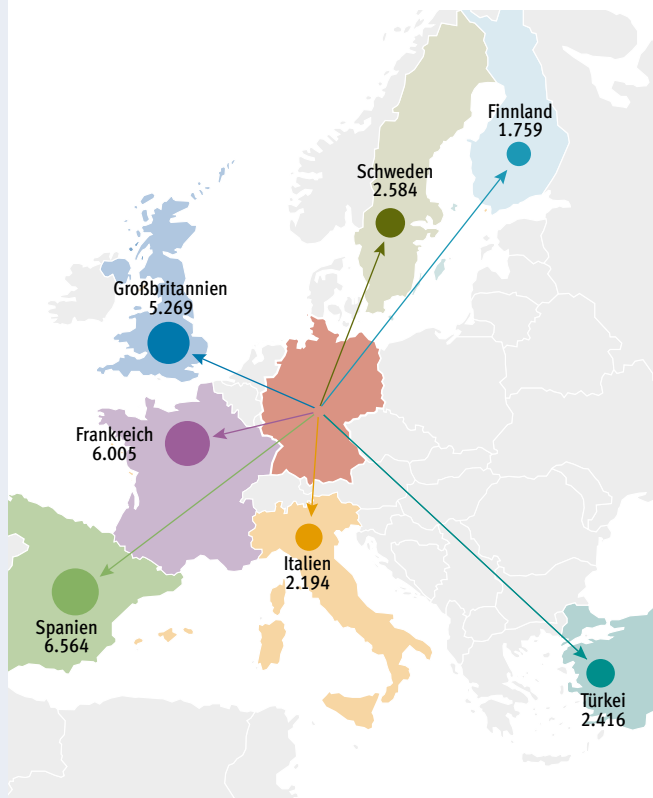 Finnland
1.759
Schweden
2.584
Großbritannien
5.269
Frankreich
6.005
Italien
2.194
Spanien
6.564
Türkei
2.416